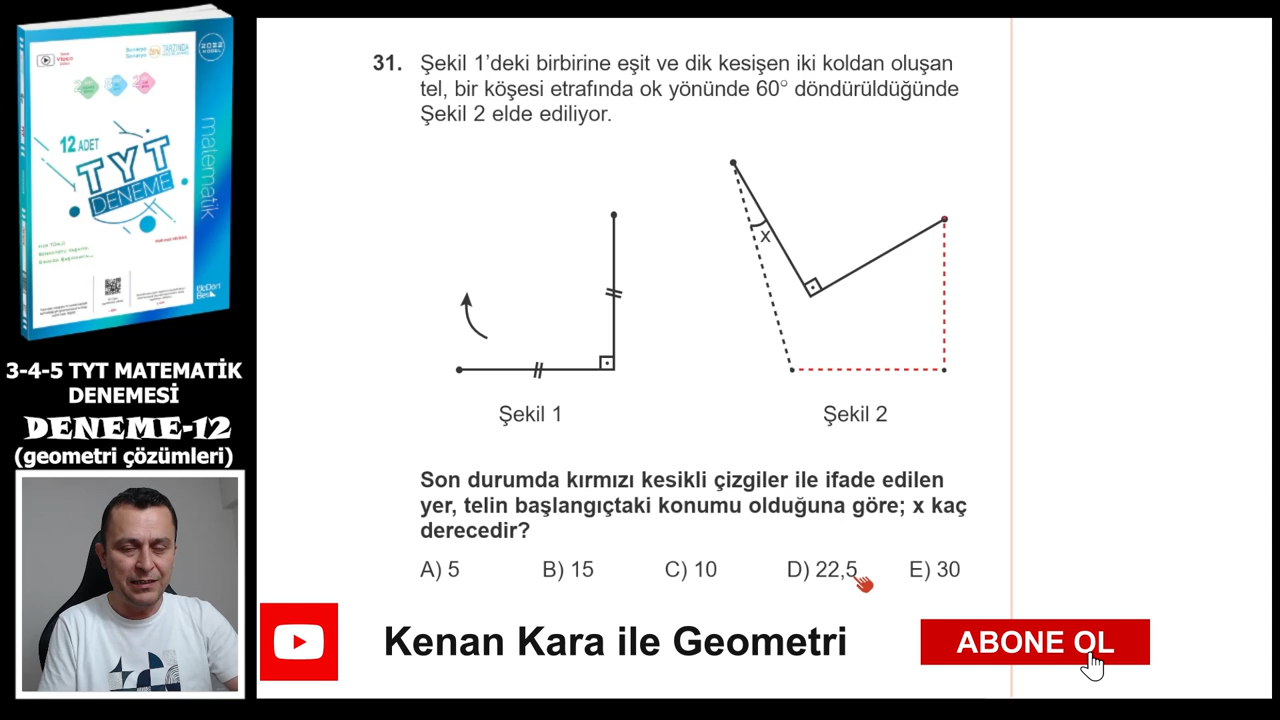 2022
TARZINDA
matematik
12 ADET
TYT
DENEME
3-4-5 TYT MATEMATİK
DENEMESİ
DENEME-12
(geometri çözümleri)
31. Şekil 1'deki birbirine eşit ve dik kesişen iki koldan oluşan
tel, bir köşesi etrafında ok yönünde 60° döndürüldüğünde
Şekil 2 elde ediliyor.
x
Şekil 1
Şekil 2
Son durumda kırmızı kesikli çizgiler ile ifade edilen
yer, telin başlangıçtaki konumu olduğuna göre; x kaç
derecedir?
A) 5 B) 15 C) 10 D) 22,5 E) 30
Kenan Kara ile Geometri
ABONE OL